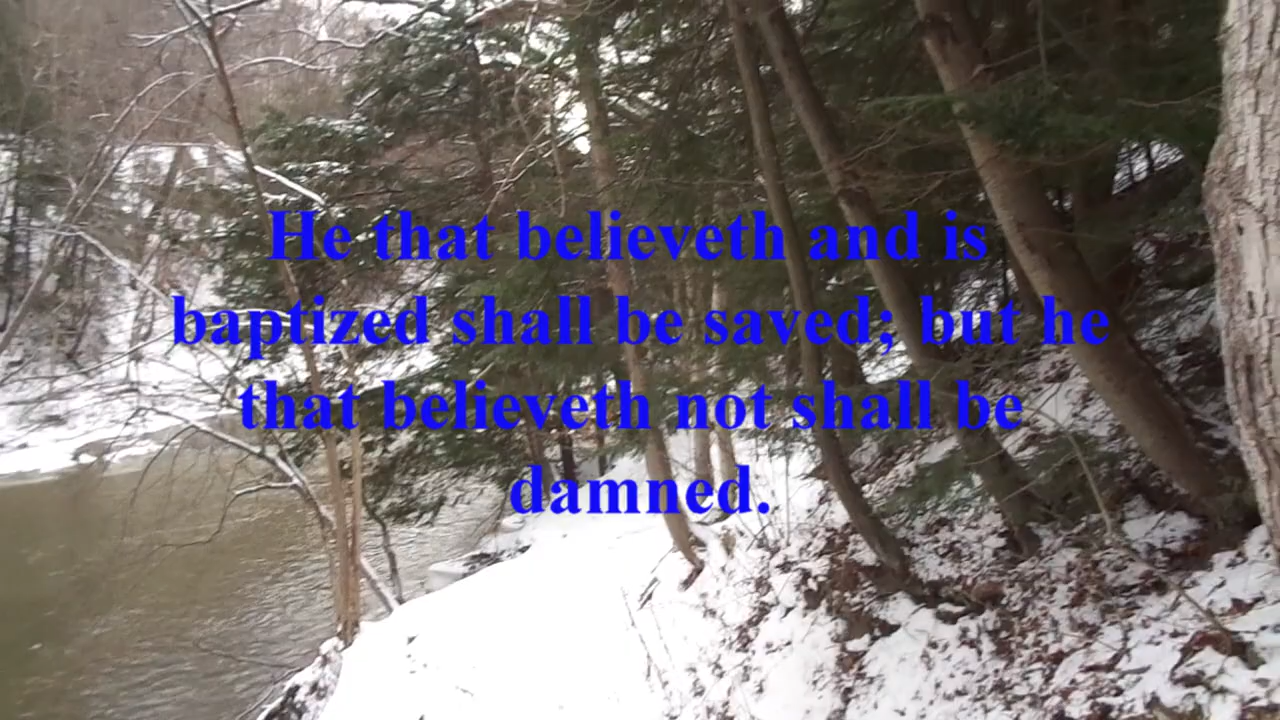 He that believeth and is
baptized shall be saved; but he
that believeth not shall be
damned.